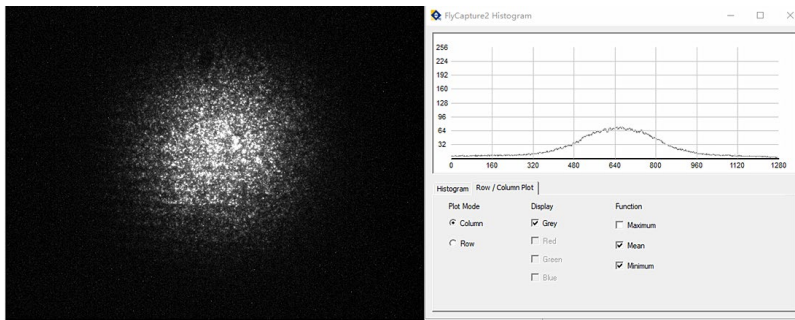 FlyCapture2 Histogram
256
224
192
160
128
96
64
32
0 160 320 480 640 800 960 1120 1280
Histogram Row / Column Plot
Plot Mode Display Function
Column Grey Maximum
Row Red Mean
Green Minimum
Blue